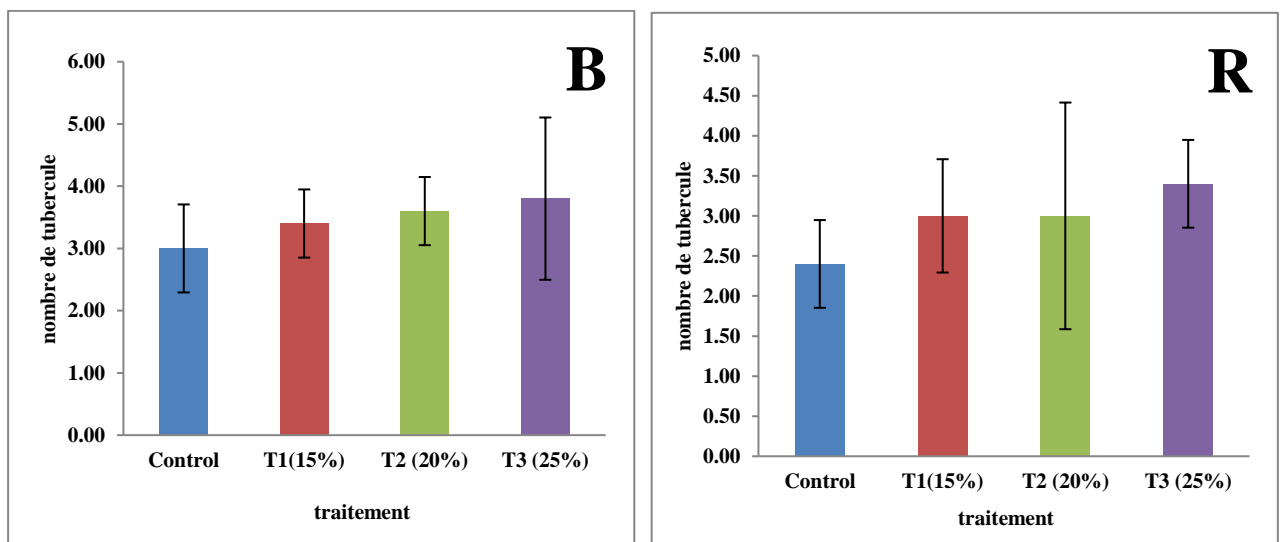 B
6.00
5.00
4.00
3.00
2.00
1.00
0.00
nombre de tubercule
Control T1(15%) T2 (20%) T3 (25%)
traitement
R
5.00
4.50
4.00
3.50
3.00
2.50
2.00
1.50
1.00
0.50
0.00
nombre de tubercule
Control T1(15%) T2 (20%) T3 (25%)
traitement